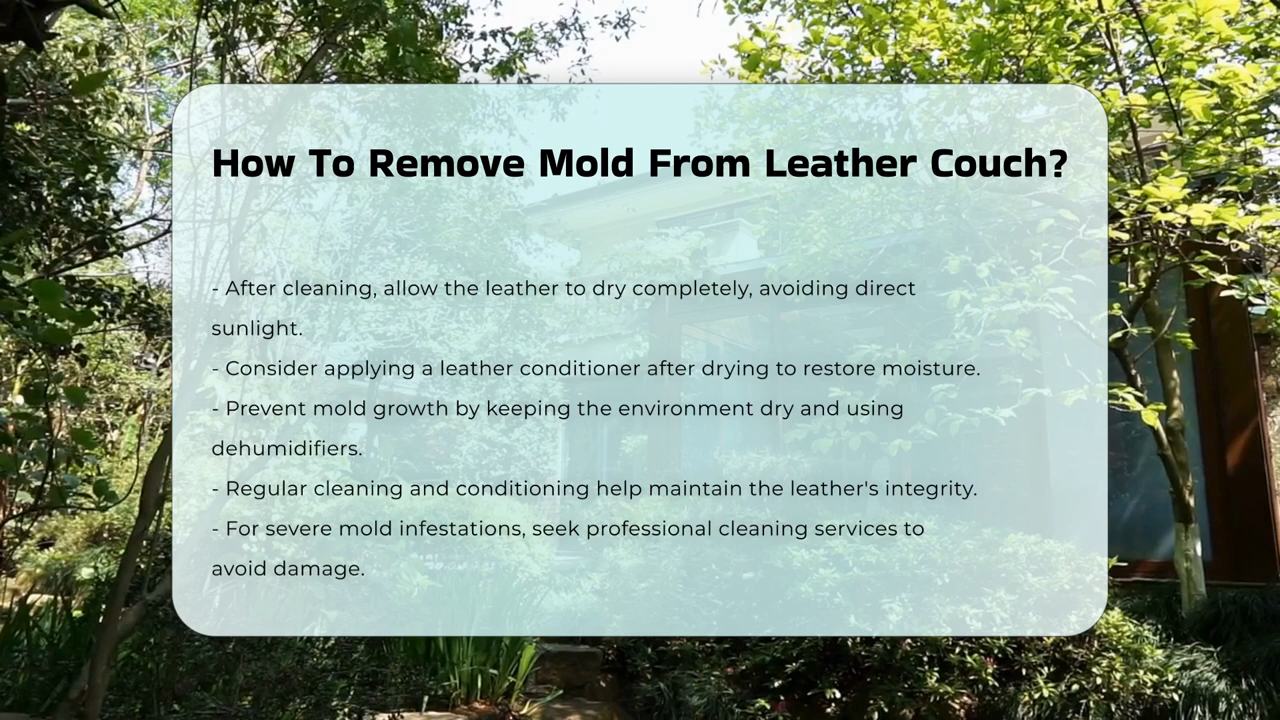 How To Remove Mold From Leather Couch?
- After cleaning, allow the leather to dry completely, avoiding direct
sunlight.
- Consider applying a leather conditioner after drying to restore moisture.
- Prevent mold growth by keeping the environment dry and using
dehumidifiers.
- Regular cleaning and conditioning help maintain the leather's integrity.
- For severe mold infestations, seek professional cleaning services to
avoid damage.